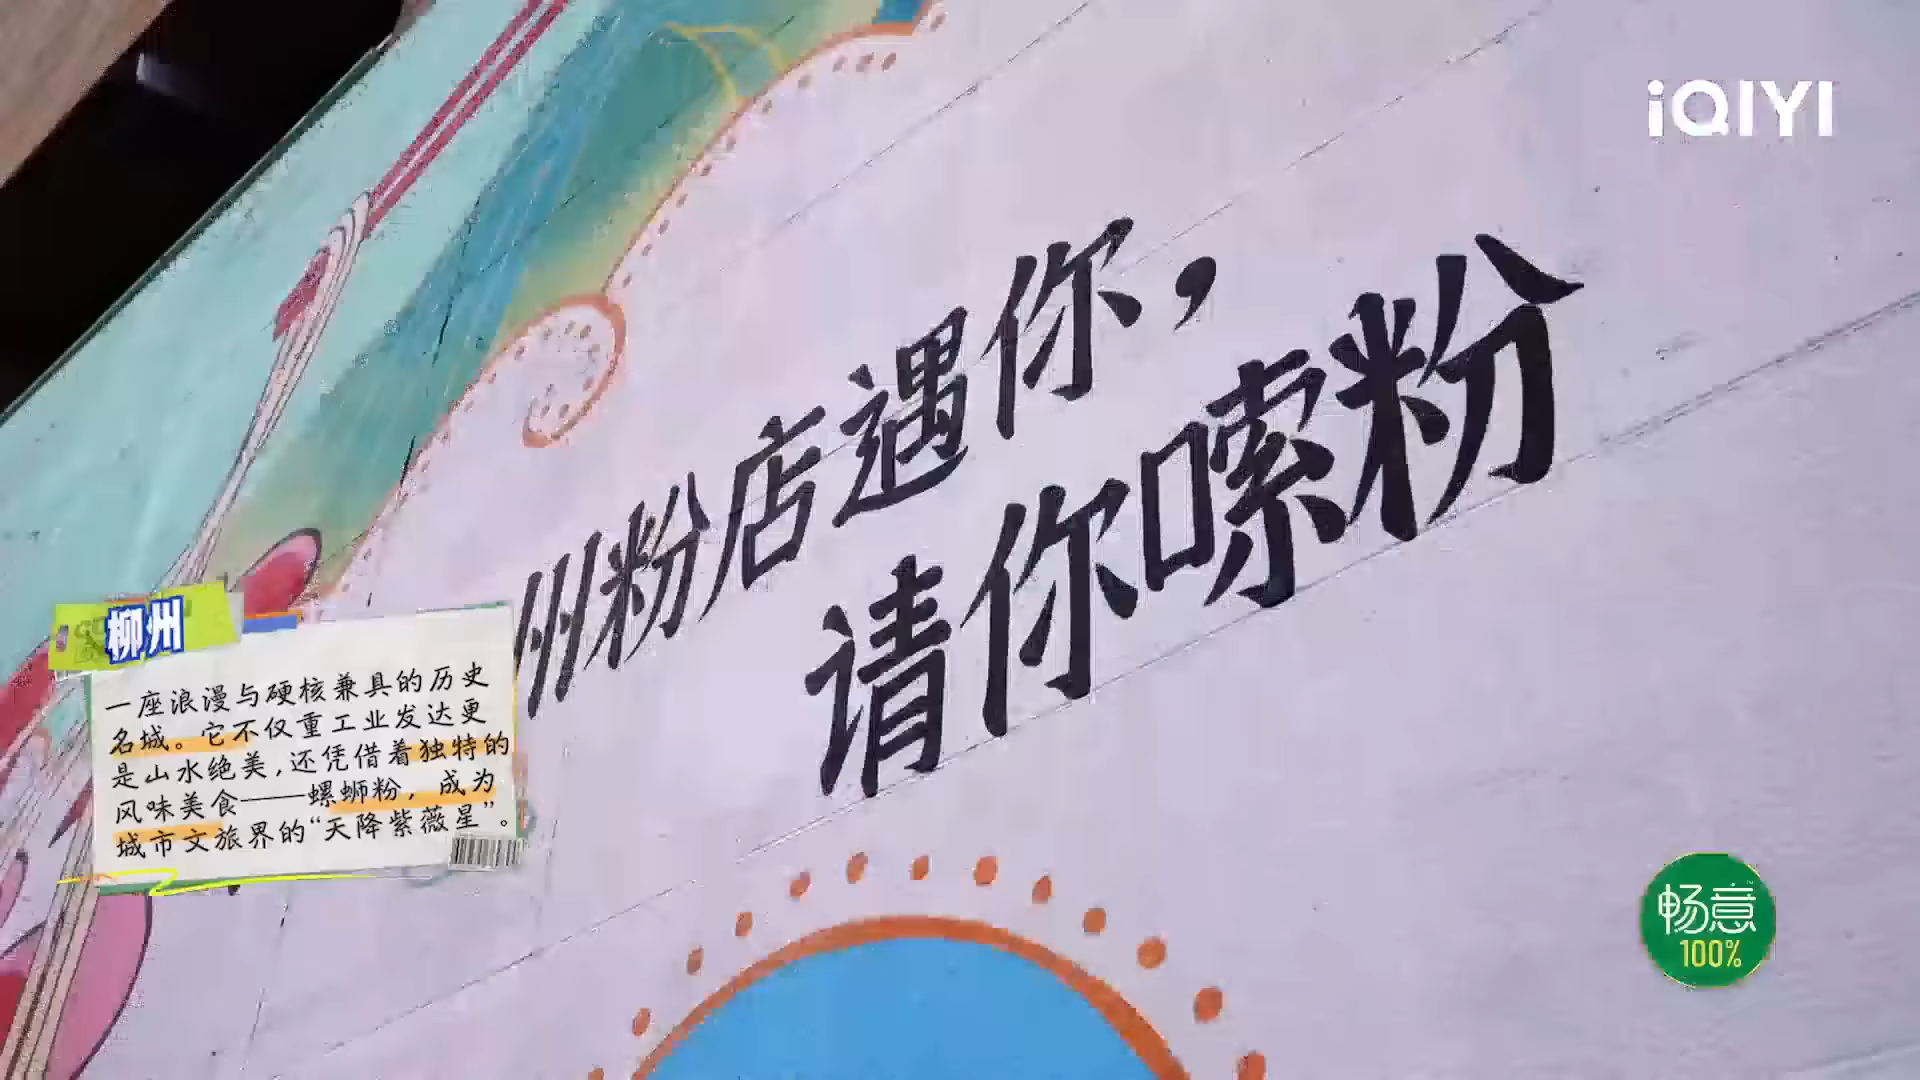 iQIYI
州粉店遇你，
请你嗦粉
柳州
一座浪漫与硬核兼具的历史
名城。它不仅重工业发达更
是山水绝美，还凭借着独特的
风味美食——螺蛳粉，成为
城市文旅界的“天降紫薇星”。
畅意
100%